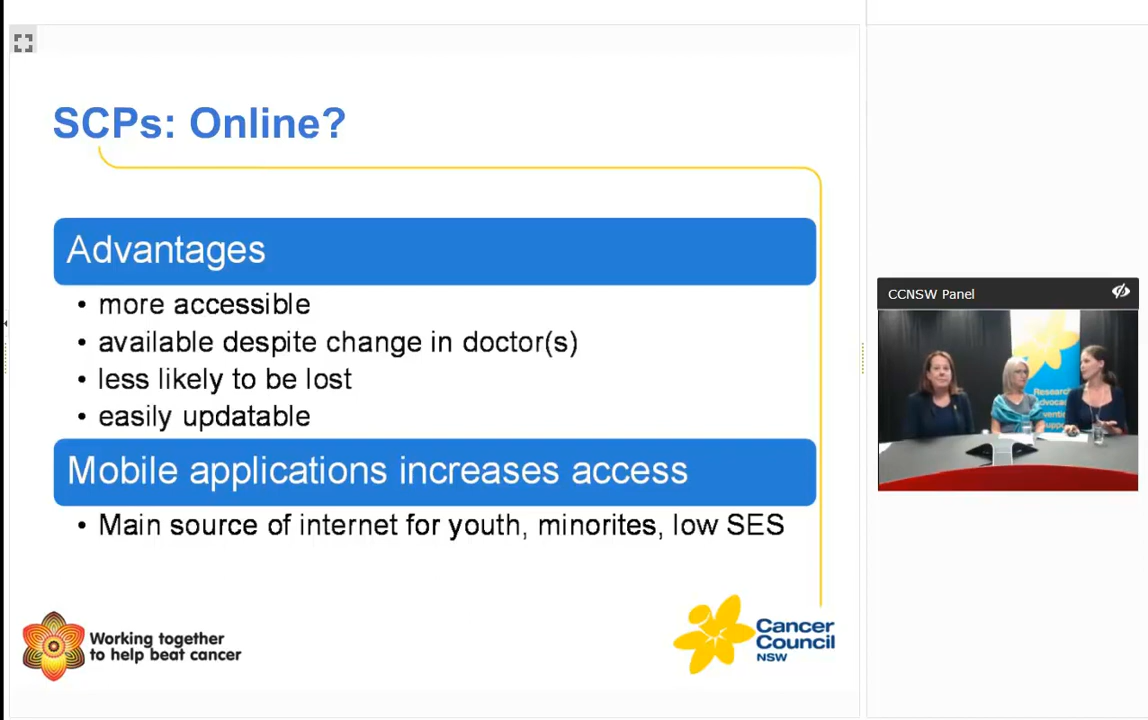 SCPs: Online?
Advantages
• more accessible
• available despite change in doctor(s)
• less likely to be lost
• easily updatable
Mobile applications increases access
• Main source of internet for youth, minorites, low SES
Working together
to help beat cancer
Cancer
Council
NSW
CCNSW Panel
Research